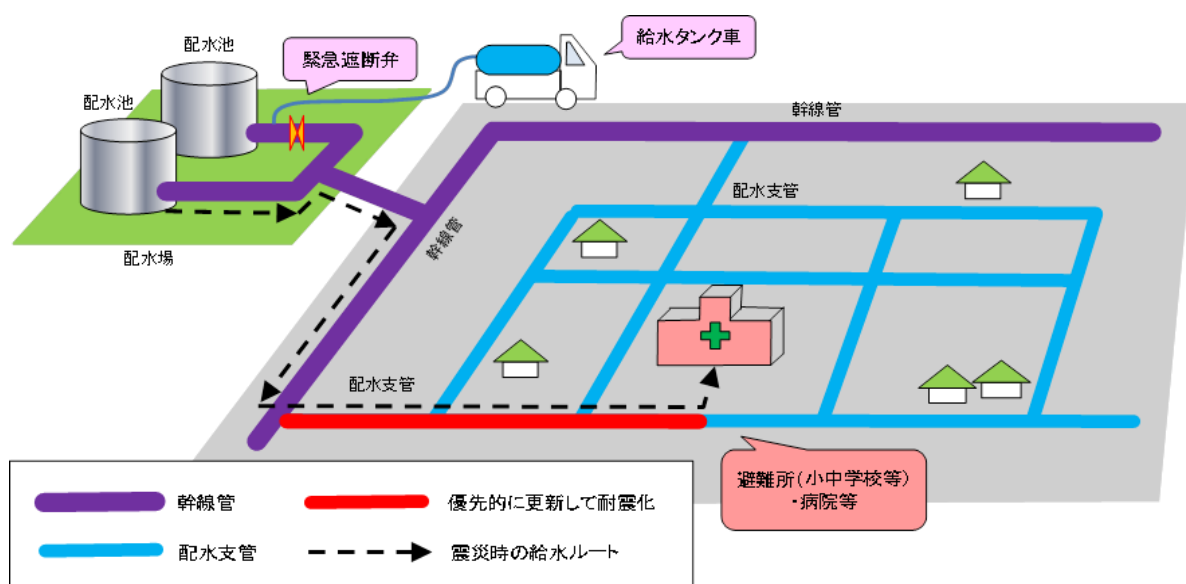 配水池
緊急遮断弁
給水タンク車
配水池
幹線管
配水支管
幹線管
配水場
配水支管
避難所(小中学校等)
・病院等
幹線管
優先的に更新して耐震化
配水支管
震災時の給水ルート